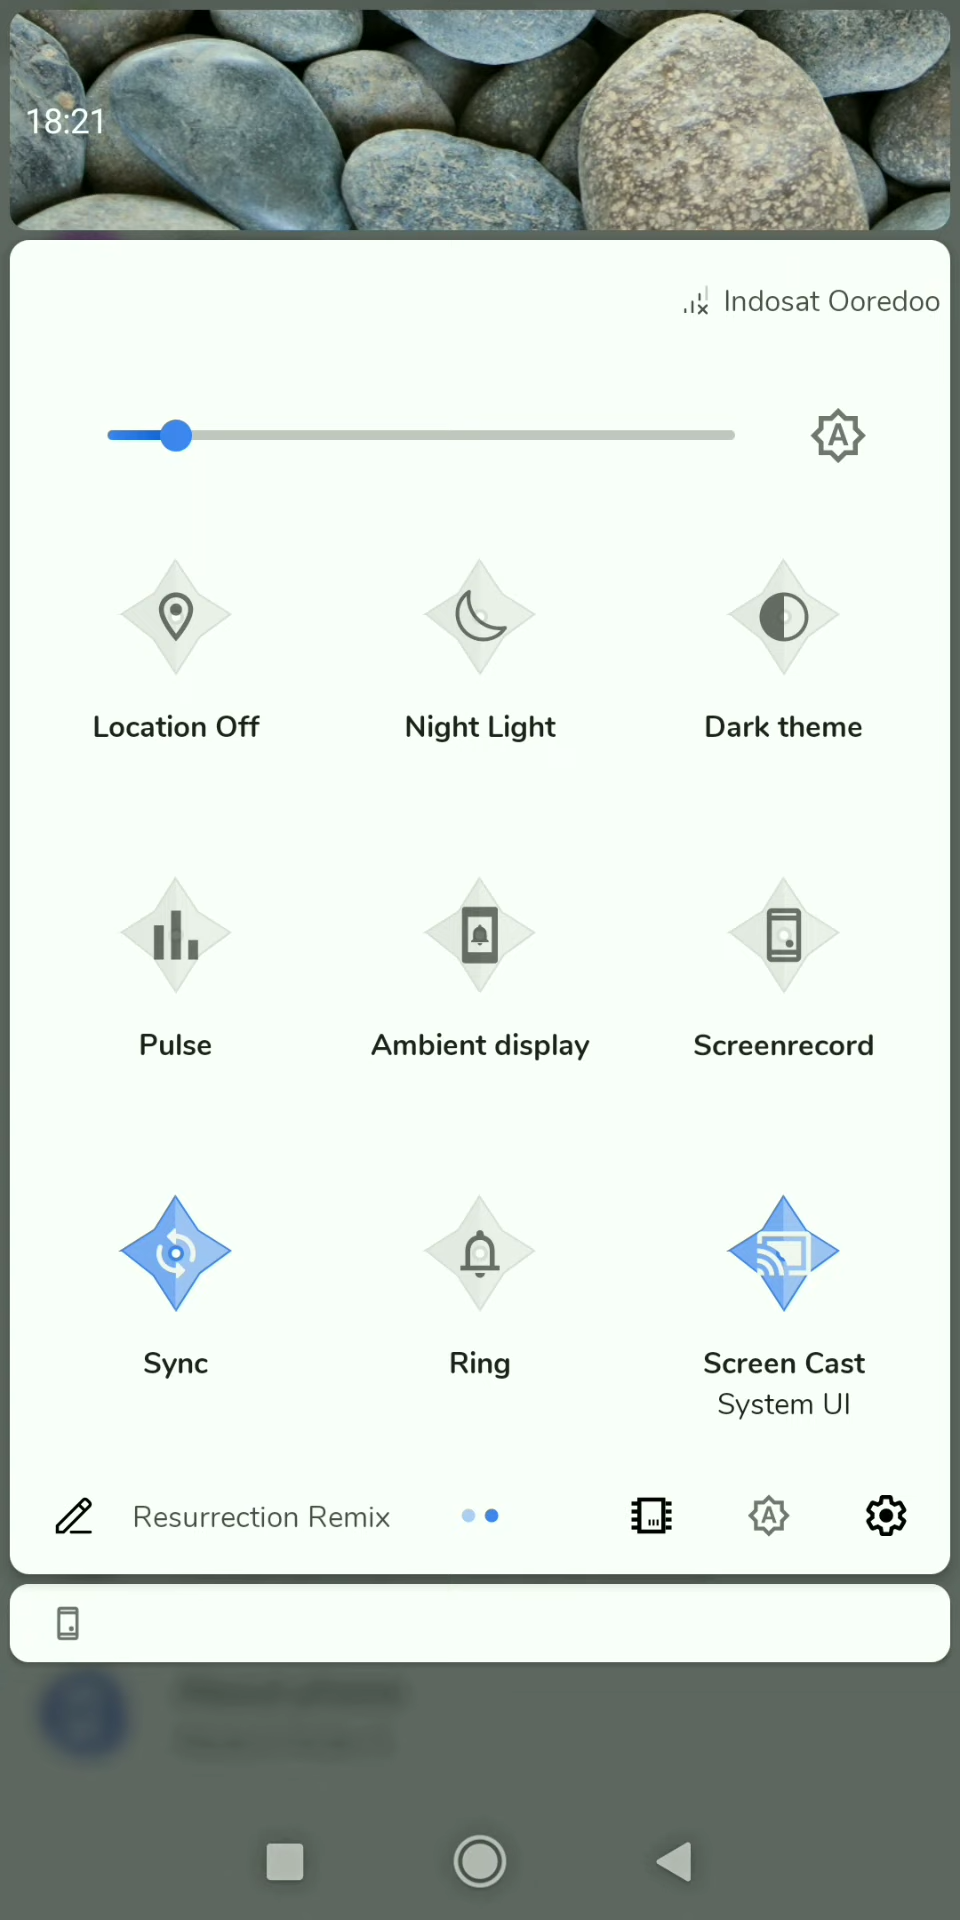 18:21
Indosat Ooredoo
Location Off
Night Light
Dark theme
Pulse
Ambient display
Screenrecord
Sync
Ring
Screen Cast
System UI
Resurrection Remix